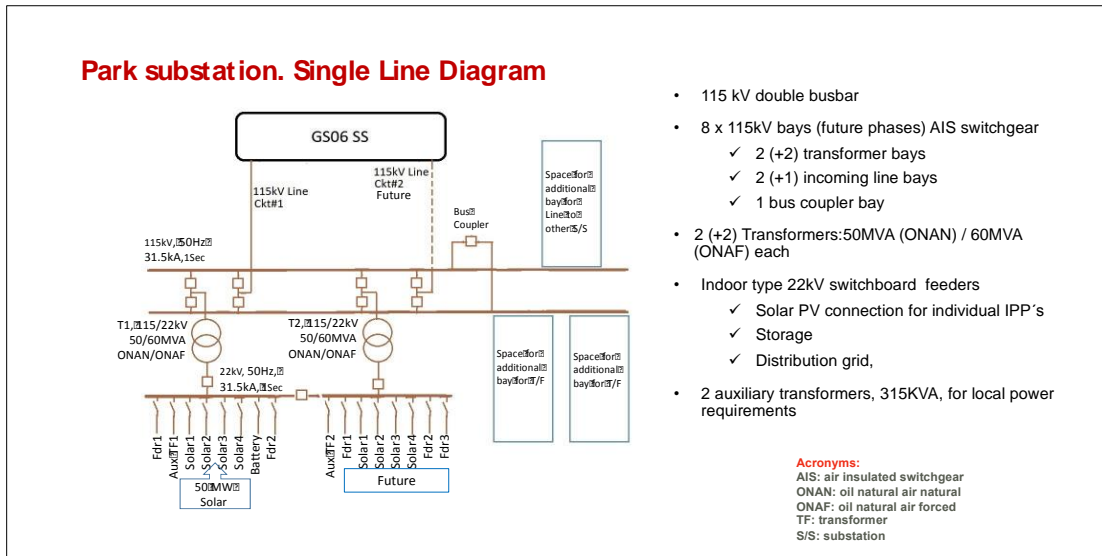 Park substation. Single Line Diagram
GS06 SS
115kV Line
Ckt#1
115kV Line
Ckt#2
Future
Bus
Coupler
Space for
additional
bay for
Line to
other S/S
115kV, 50Hz
31.5kA,1Sec
T1, 115/22kV
50/60MVA
ONAN/ONAF
T2, 115/22kV
50/60MVA
ONAN/ONAF
22kV, 50Hz,
31.5kA, 1Sec
Space for
additional
bay for T/F
Space for
additional
bay for T/F
Fdr1
Aux TF1
Solar1
Solar2
Solar3
Solar4
Battery
Fdr2
Aux TF2
Fdr1
Solar1
Solar2
Solar3
Solar4
Fdr2
Fdr3
50 MW
Solar
Future
• 115 kV double busbar
• 8 x 115kV bays (future phases) AIS switchgear
✓ 2 (+2) transformer bays
✓ 2 (+1) incoming line bays
✓ 1 bus coupler bay
• 2 (+2) Transformers:50MVA (ONAN) / 60MVA
(ONAF) each
• Indoor type 22kV switchboard feeders
✓ Solar PV connection for individual IPP´s
✓ Storage
✓ Distribution grid,
• 2 auxiliary transformers, 315KVA, for local power
requirements
Acronyms:
AIS: air insulated switchgear
ONAN: oil natural air natural
ONAF: oil natural air forced
TF: transformer
S/S: substation